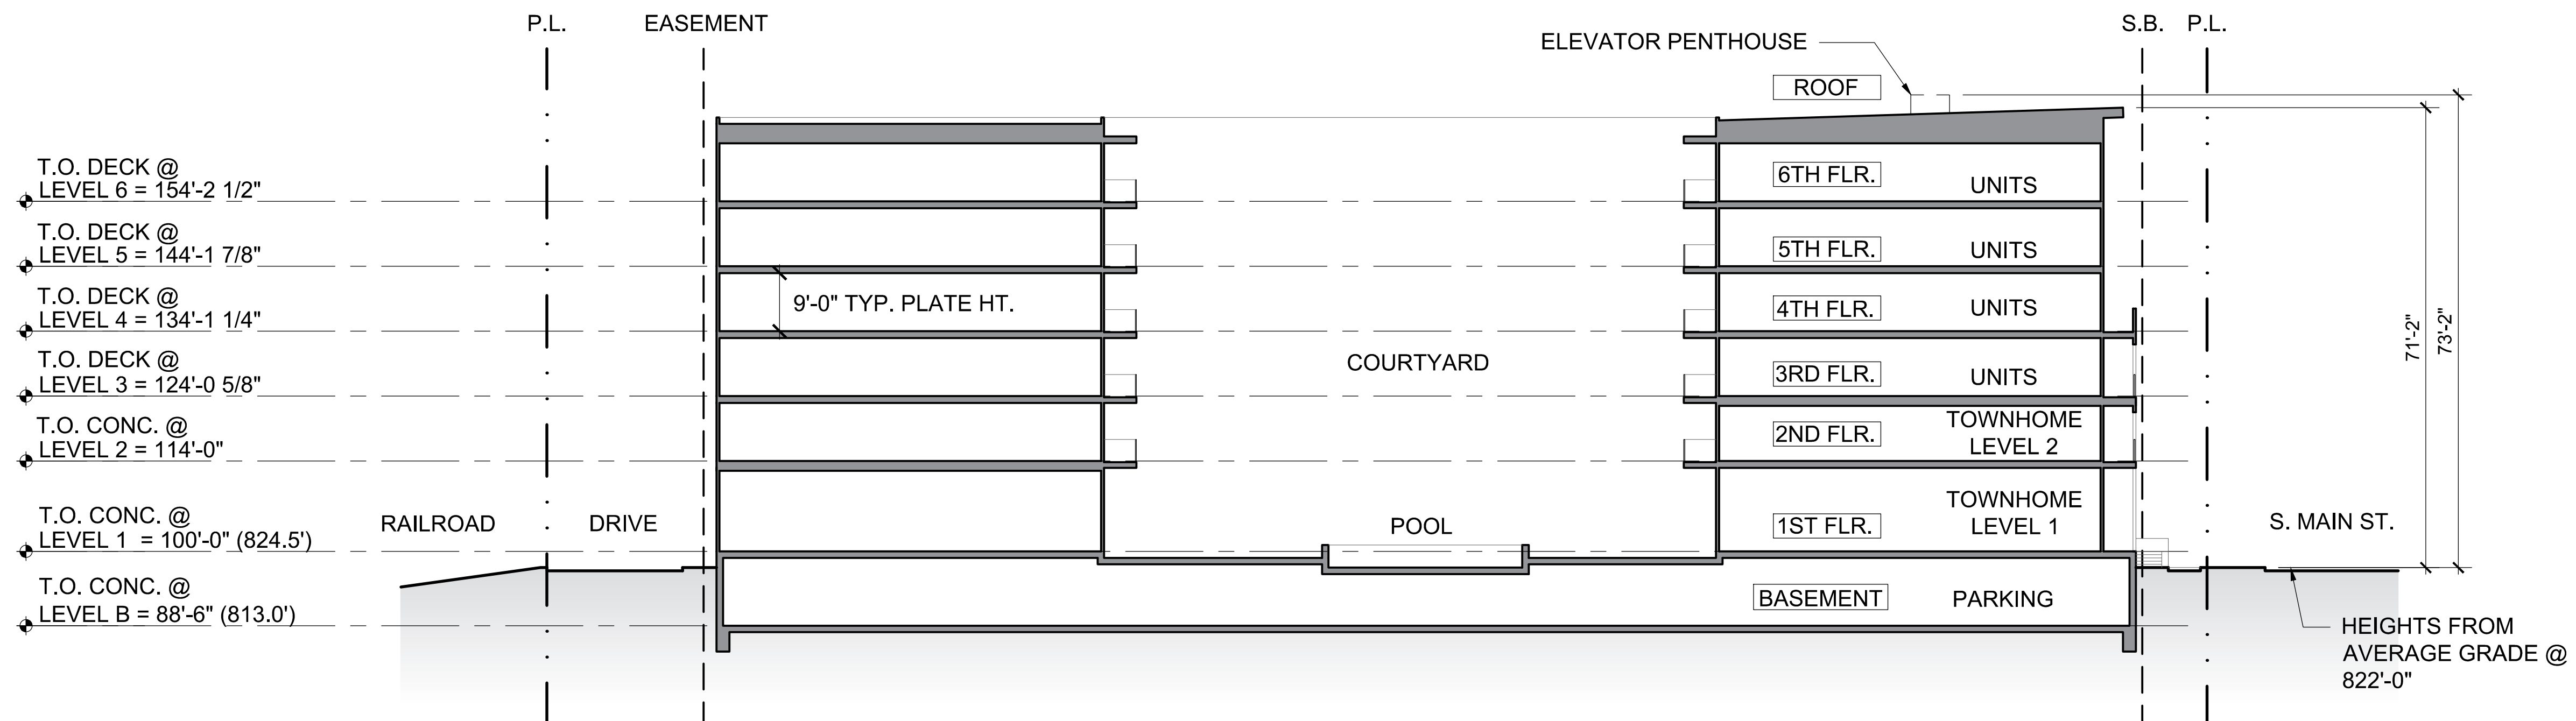 P.L.
EASEMENT
S.B.
P.L.
ELEVATOR PENTHOUSE
ROOF
T.O. DECK @
LEVEL 6 = 154'-2 1/2"
6TH FLR.
UNITS
T.O. DECK @
LEVEL 5 = 144'-1 7/8"
5TH FLR.
UNITS
T.O. DECK @
LEVEL 4 = 134'-1 1/4"
9'-0" TYP. PLATE HT.
4TH FLR.
UNITS
71'-2"
73'-2"
T.O. DECK @
LEVEL 3 = 124'-0 5/8"
COURTYARD
3RD FLR.
UNITS
T.O. CONC. @
LEVEL 2 = 114'-0"
2ND FLR.
TOWNHOME
LEVEL 2
T.O. CONC. @
LEVEL 1 = 100'-0" (824.5')
RAILROAD
DRIVE
POOL
1ST FLR.
TOWNHOME
LEVEL 1
S. MAIN ST.
T.O. CONC. @
LEVEL B = 88'-6" (813.0')
BASEMENT
PARKING
HEIGHTS FROM
AVERAGE GRADE @
822'-0"